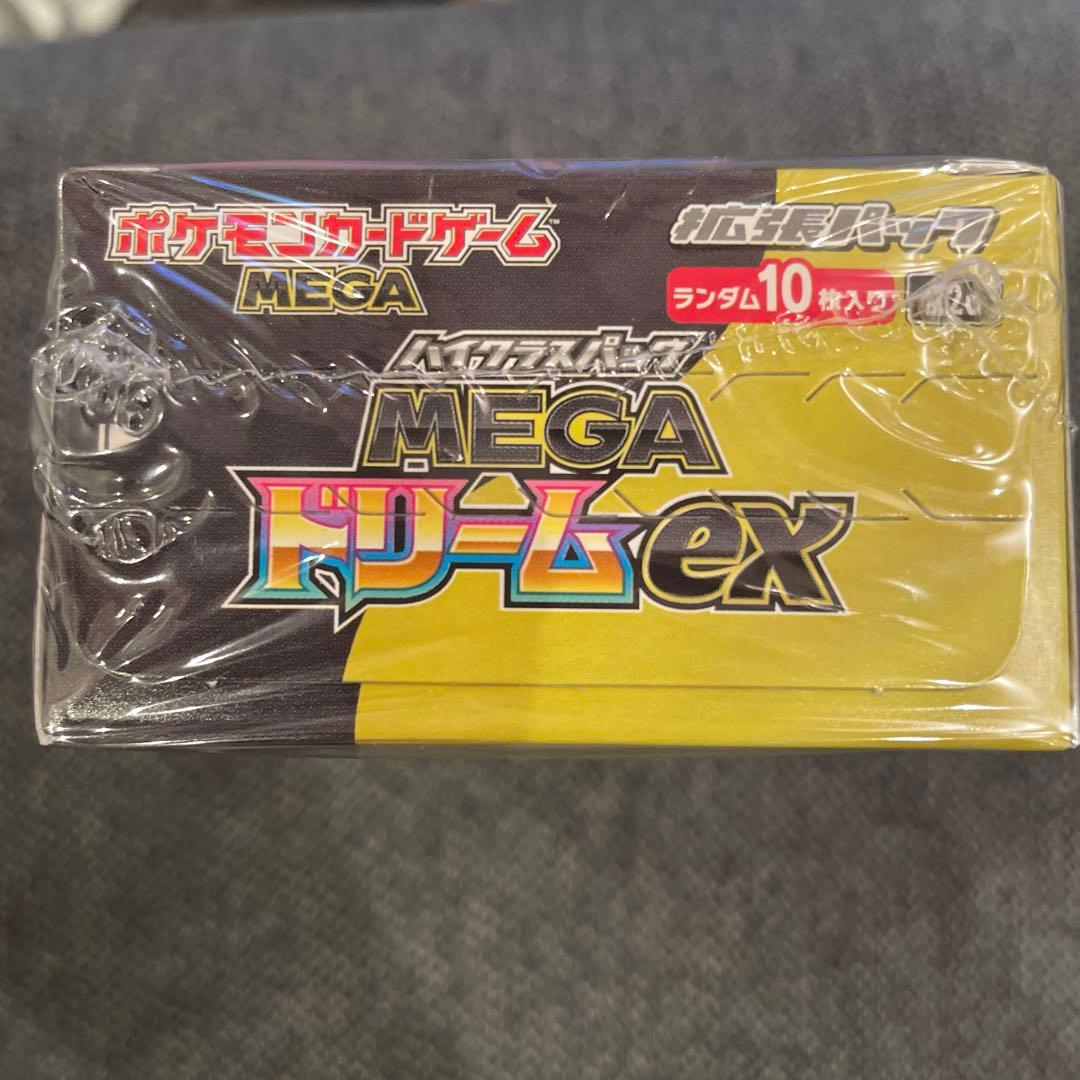 ポケモンカードゲーム™
MEGA
拡張パック
ランダム10枚入り
ハイクラスパック
MEGA
ドリームex